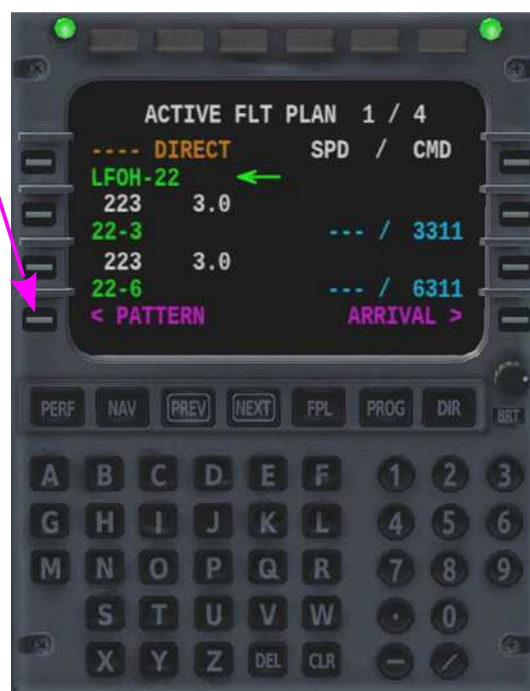 ACTIVE FLT PLAN 1 / 4
---- DIRECT SPD / CMD
LFOH-22
223 3.0
22-3 --- / 3311
223 3.0
22-6 --- / 6311
< PATTERN ARRIVAL >
PERF NAV PREV NEXT FPL PROG DIR BRT
A B C D E F 1 2 3
G H I J K L 4 5 6
M N O P Q R 7 8 9
S T U V W · 0
X Y Z DEL CLR - /